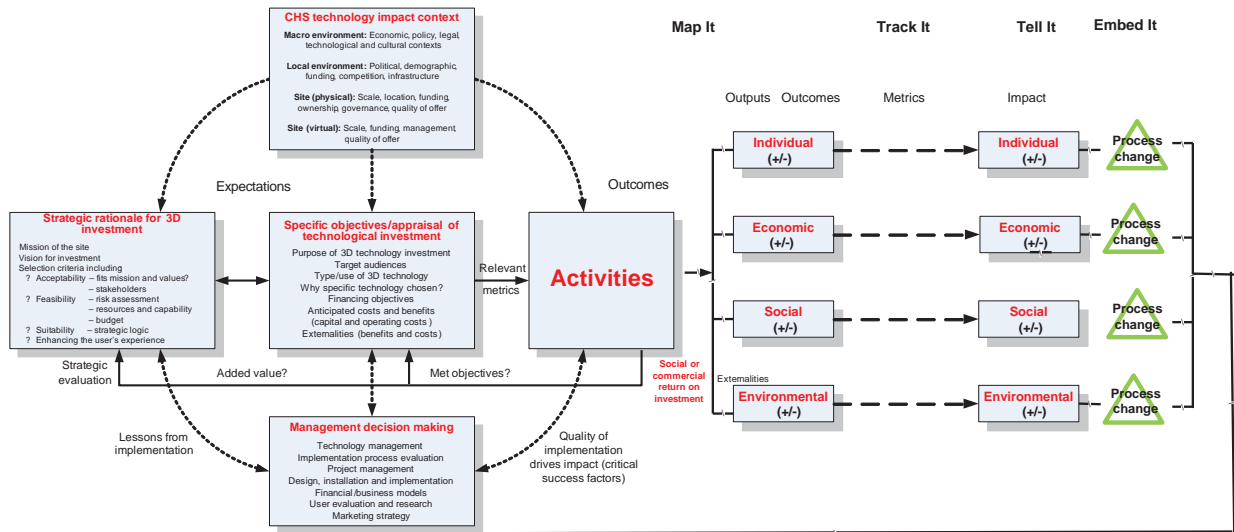 CHS technology impact context
Macro environment: Economic, policy, legal,
technological and cultural contexts
Local environment: Political, demographic,
funding, competition, infrastructure
Site (physical): Scale, location, funding,
ownership, governance, quality of offer
Site (virtual): Scale, funding, management,
quality of offer
Expectations
Outcomes
Strategic rationale for 3D
investment
Mission of the site
Vision for investment
Selection criteria including
? Acceptability – fits mission and values?
– stakeholders
? Feasibility – risk assessment
– resources and capability
– budget
? Suitability – strategic logic
? Enhancing the user's experience
Specific objectives/appraisal of
technological investment
Purpose of 3D technology investment
Target audiences
Type/use of 3D technology
Why specific technology chosen?
Financing objectives
Anticipated costs and benefits
(capital and operating costs )
Externalities (benefits and costs)
Relevant
metrics
Activities
Strategic
evaluation
Added value?
Met objectives?
Social or
commercial
return on
investment
Lessons from
implementation
Management decision making
Technology management
Implementation process evaluation
Project management
Design, installation and implementation
Financial/business models
User evaluation and research
Marketing strategy
Quality of
implementation
drives impact (critical
success factors)
Map It
Track It
Tell It
Embed It
Outputs
Outcomes
Metrics
Impact
Individual
(+/-)
Individual
(+/-)
Process
change
Economic
(+/-)
Economic
(+/-)
Process
change
Social
(+/-)
Social
(+/-)
Process
change
Externalities
Environmental
(+/-)
Environmental
(+/-)
Process
change